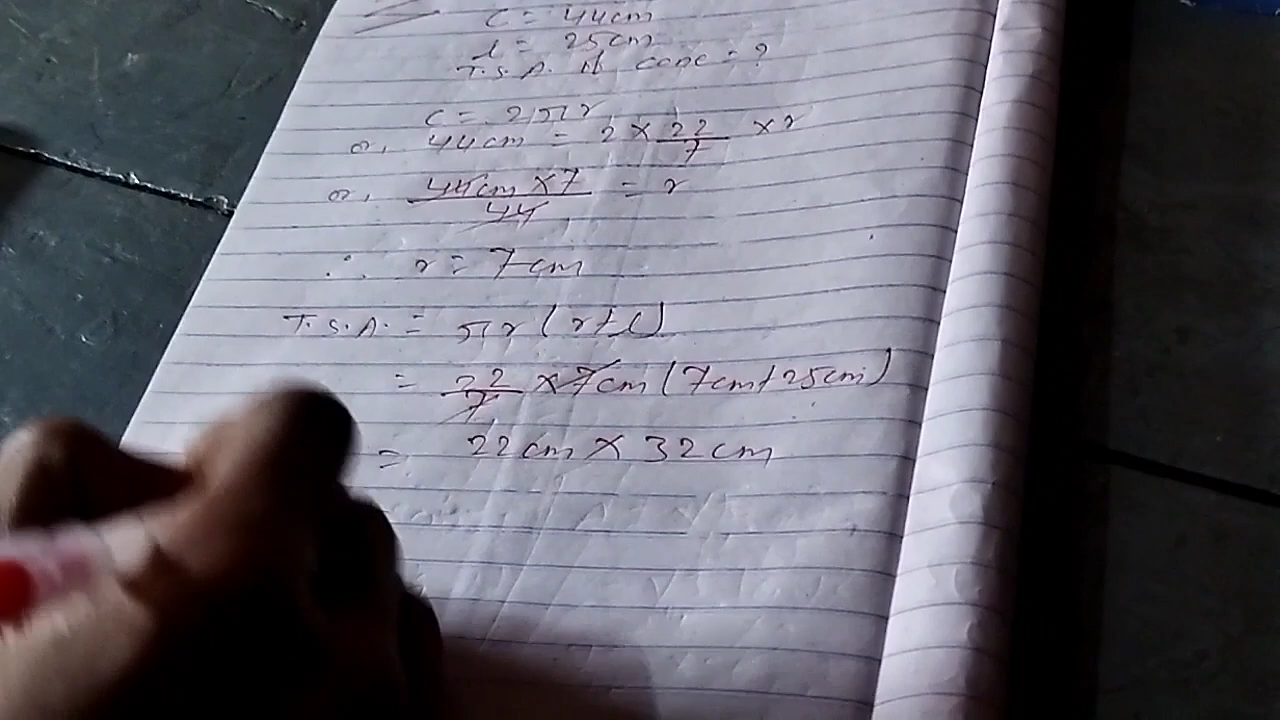 C = 44cm
l = 25cm
T.S.A. of cone = ?
C = 2πr
or, 44cm = 2 × 22/7 × r
or, 44cm × 7/44 = r
∴ r = 7cm
T.S.A. = πr(r+l)
= 22/7 × 7cm (7cm+25cm)
= 22cm × 32cm